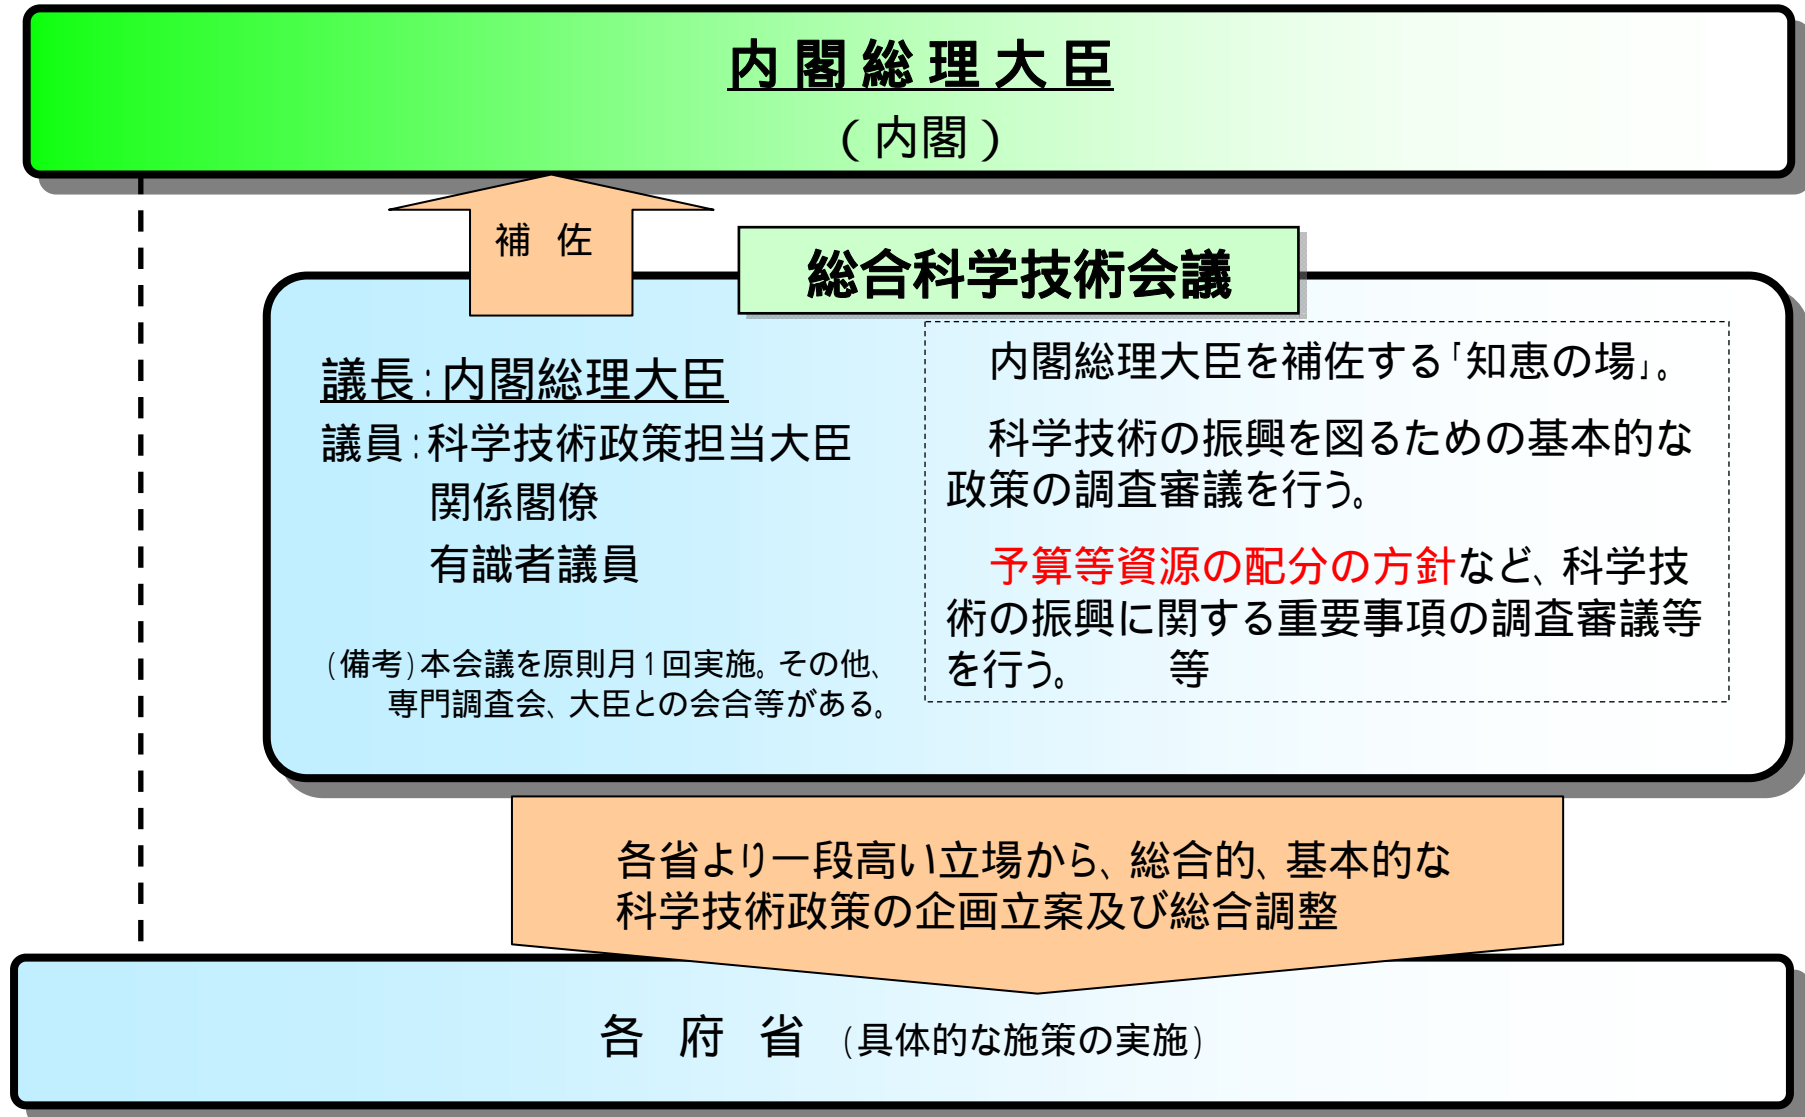 内閣総理大臣
（内閣）
補 佐
総合科学技術会議
議長：内閣総理大臣
議員：科学技術政策担当大臣
関係閣僚
有識者議員
(備考)本会議を原則月1回実施。その他、
専門調査会、大臣との会合等がある。
内閣総理大臣を補佐する「知恵の場」。
科学技術の振興を図るための基本的な
政策の調査審議を行う。
予算等資源の配分の方針など、科学技
術の振興に関する重要事項の調査審議等
を行う。 等
各省より一段高い立場から、総合的、基本的な
科学技術政策の企画立案及び総合調整
各 府 省 (具体的な施策の実施)